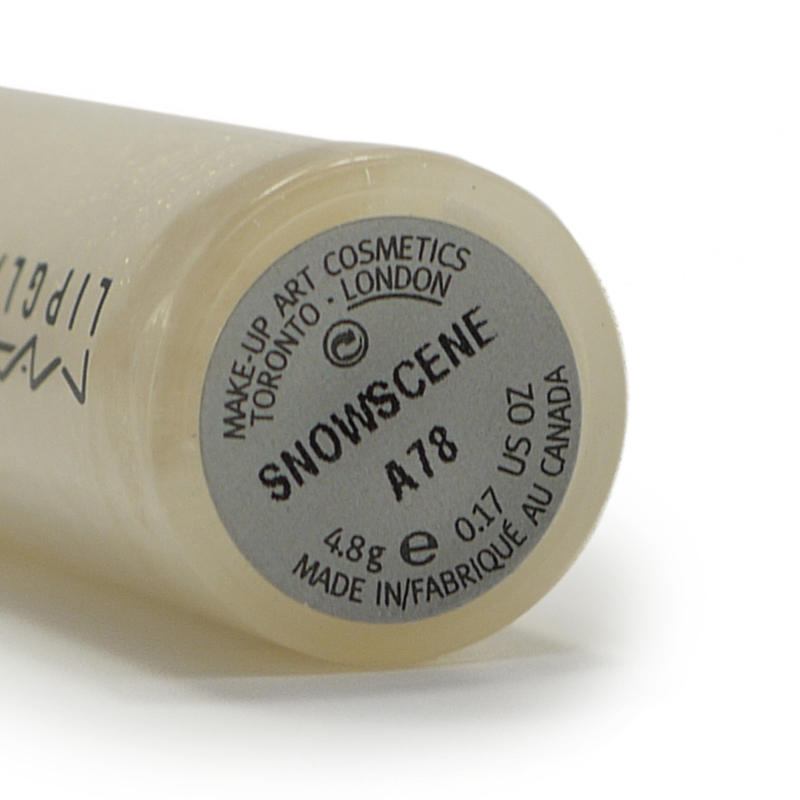 MAKE-UP ART COSMETICS
TORONTO · LONDON
SNOWSCENE
A78
4.8g e 0.17 US OZ
MADE IN/FABRIQUÉ AU CANADA